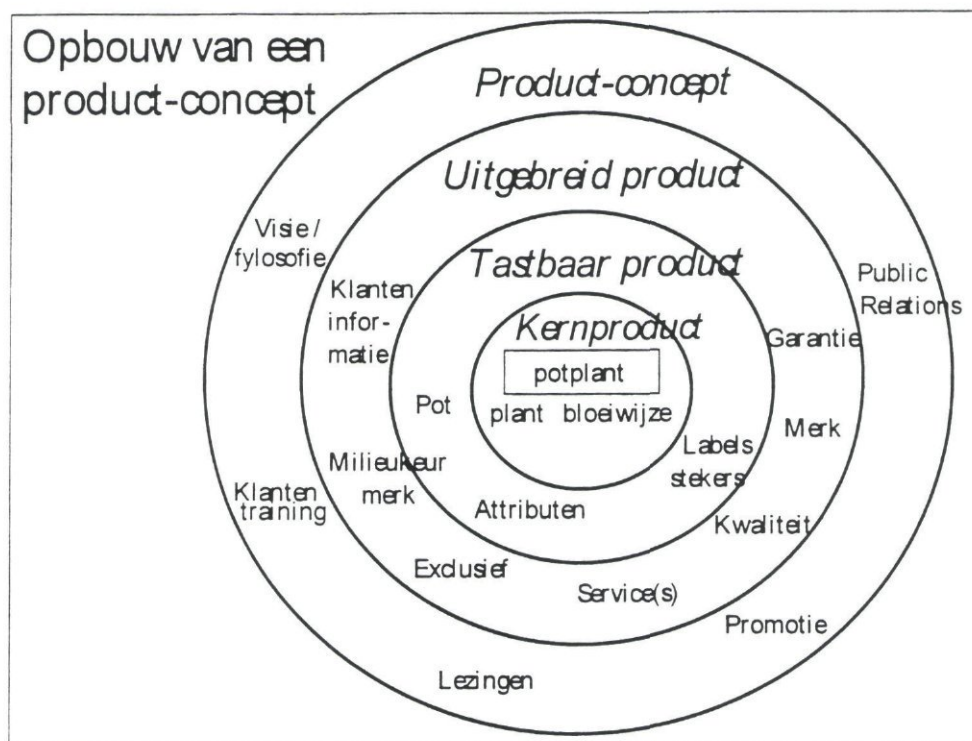 Opbouw van een
product-concept
Product-concept
Uitgebreid product
Tastbaar product
Kernproduct
potplant
plant bloeiwijze
Visie /
fylosofie
Klanten
infor-
matie
Public
Relations
Garantie
Pot
Merk
Labels
stekers
Milieukeur
merk
Klanten
training
Attributen
Kwaliteit
Exclusief
Service(s)
Promotie
Lezingen